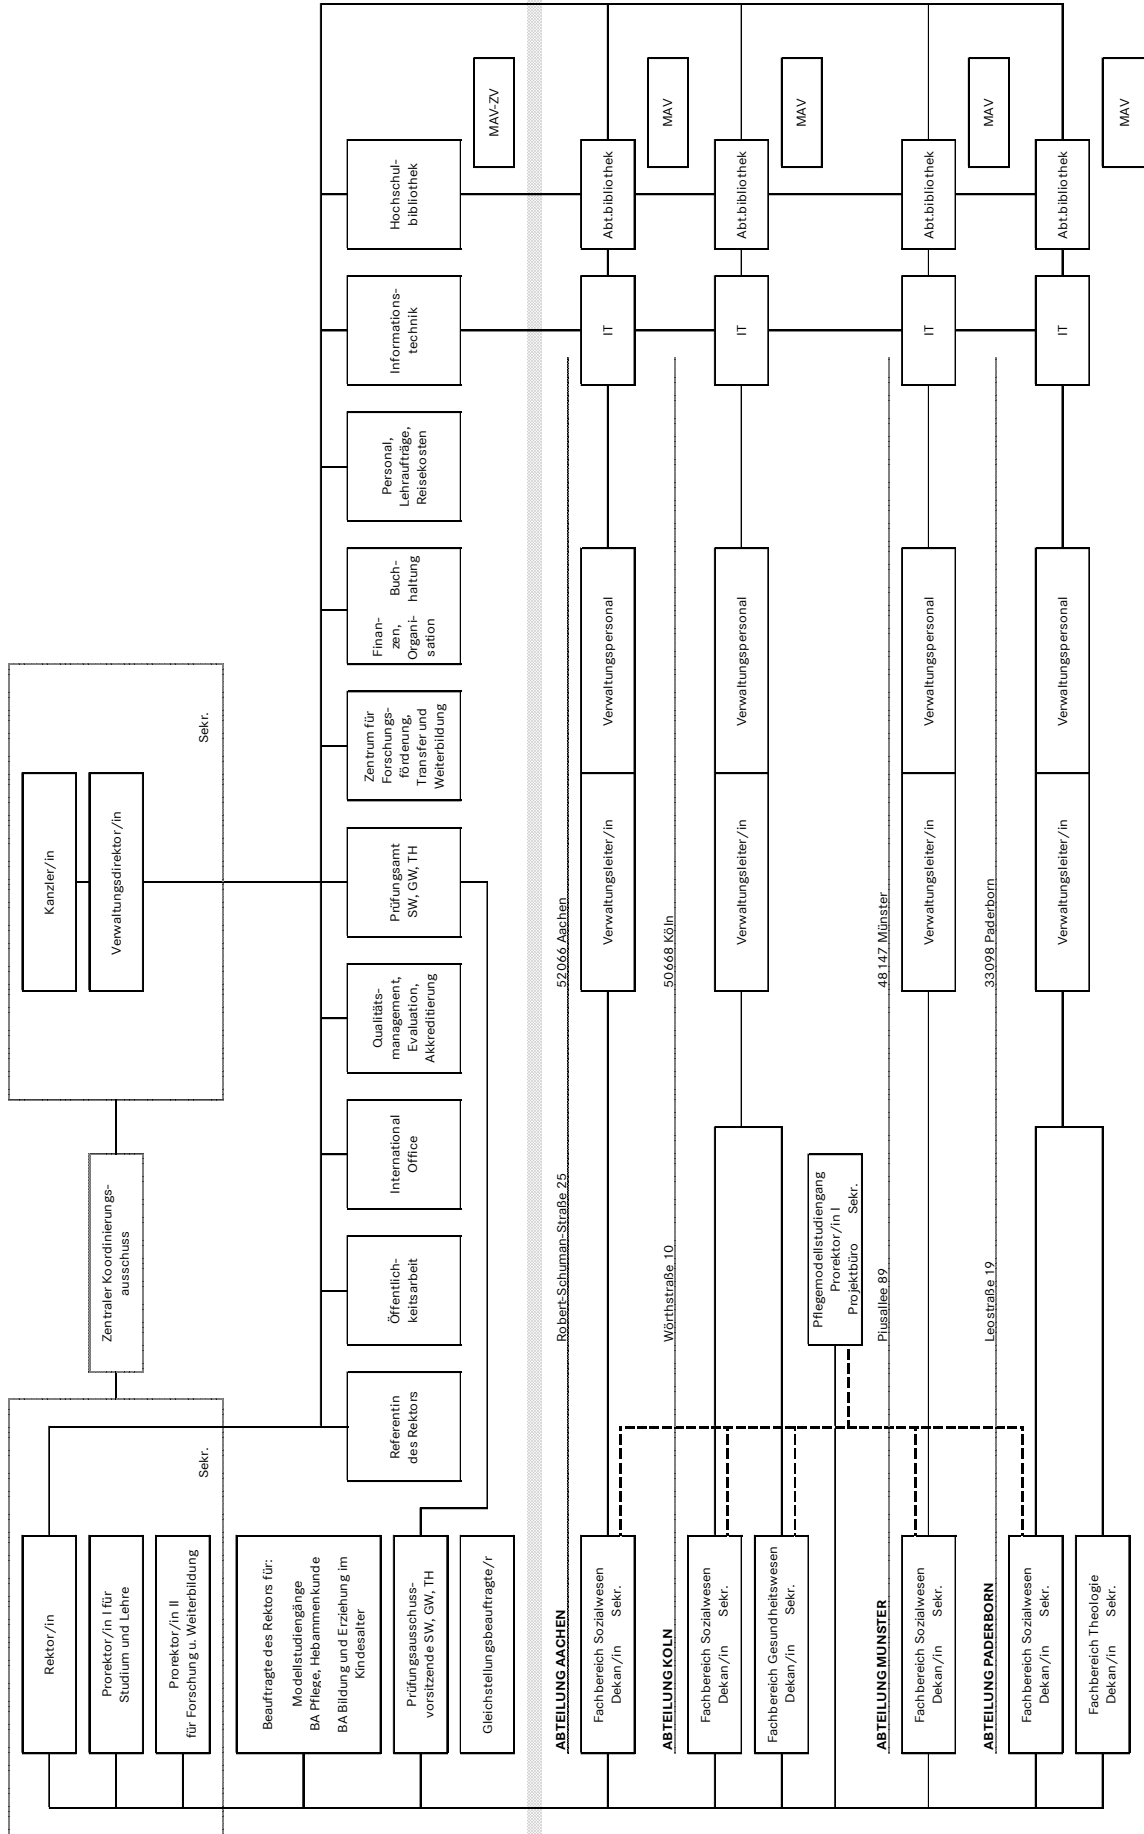 Rektor/in
Prorektor/in I für
Studium und Lehre
Prorektor/in II
für Forschung u. Weiterbildung
Sekr.
Zentraler Koordinierungs-
ausschuss
Kanzler/in
Verwaltungsdirektor/in
Sekr.
Beauftragte des Rektors für:
Modellstudiengänge
BA Pflege, Hebammenkunde
BA Bildung und Erziehung im
Kindesalter
Prüfungsausschuss-
vorsitzende SW, GW, TH
Gleichstellungsbeauftragte/r
Referentin
des Rektors
Öffentlich-
keitsarbeit
International
Office
Qualitäts-
management,
Evaluation,
Akkreditierung
Prüfungsamt
SW, GW, TH
Zentrum für
Forschungs-
förderung,
Transfer und
Weiterbildung
Finan-
zen,
Organi-
sation
Buch-
haltung
Personal,
Lehraufträge,
Reisekosten
Informations-
technik
Hochschul-
bibliothek
MAV-ZV
ABTEILUNG AACHEN
Robert-Schuman-Straße 25
52066 Aachen
Fachbereich Sozialwesen
Dekan/in Sekr.
Verwaltungsleiter/in
Verwaltungspersonal
IT
Abt.bibliothek
MAV
ABTEILUNG KOLN
Wörthstraße 10
50668 Köln
Fachbereich Sozialwesen
Dekan/in Sekr.
Verwaltungsleiter/in
Verwaltungspersonal
IT
Abt.bibliothek
MAV
Fachbereich Gesundheitswesen
Dekan/in Sekr.
Pflegemodellstudiengang
Prorektor/in I
Projektbüro Sekr.
ABTEILUNG MUNSTER
Piusallee 89
48147 Münster
Fachbereich Sozialwesen
Dekan/in Sekr.
Verwaltungsleiter/in
Verwaltungspersonal
IT
Abt.bibliothek
MAV
ABTEILUNG PADERBORN
Leostraße 19
33098 Paderborn
Fachbereich Sozialwesen
Dekan/in Sekr.
Verwaltungsleiter/in
Verwaltungspersonal
IT
Abt.bibliothek
MAV
Fachbereich Theologie
Dekan/in Sekr.